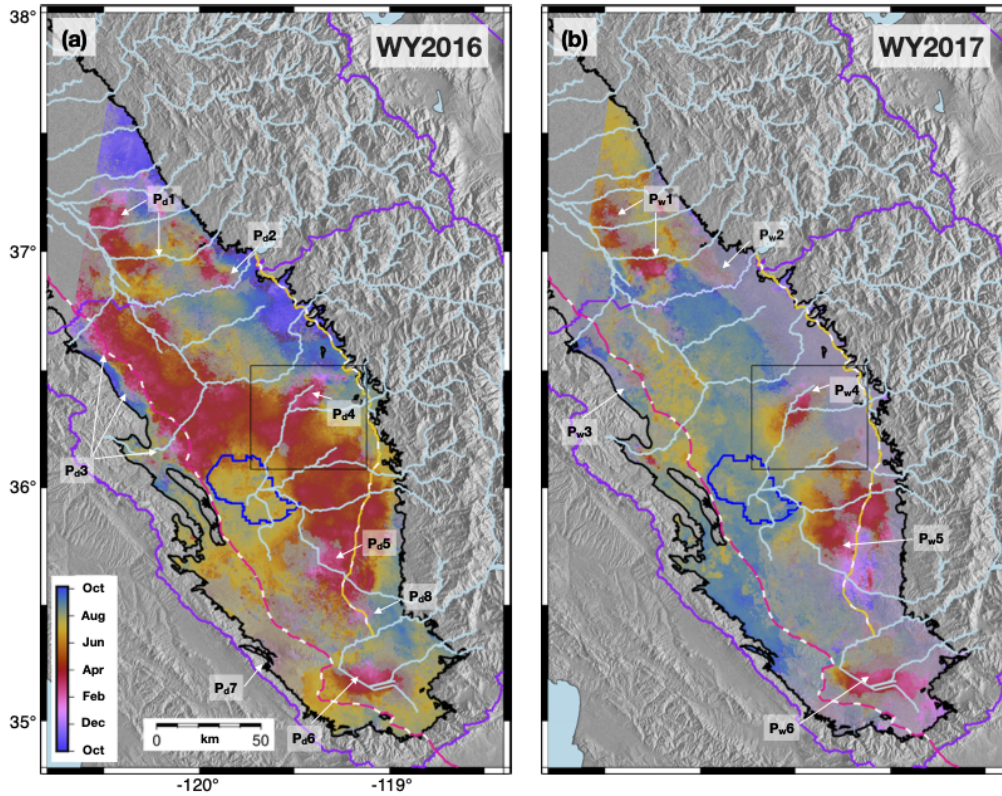 38°
(a)
WY2016
(b)
WY2017
Pd1
Pw1
37°
Pd2
Pw2
Pd4
Pw4
Pd3
Pw3
36°
Pd5
Pw5
Oct
Aug
Jun
Apr
Feb
Dec
Oct
Pd8
Pd7
35°
0 km 50
Pd6
Pw6
-120°
-119°